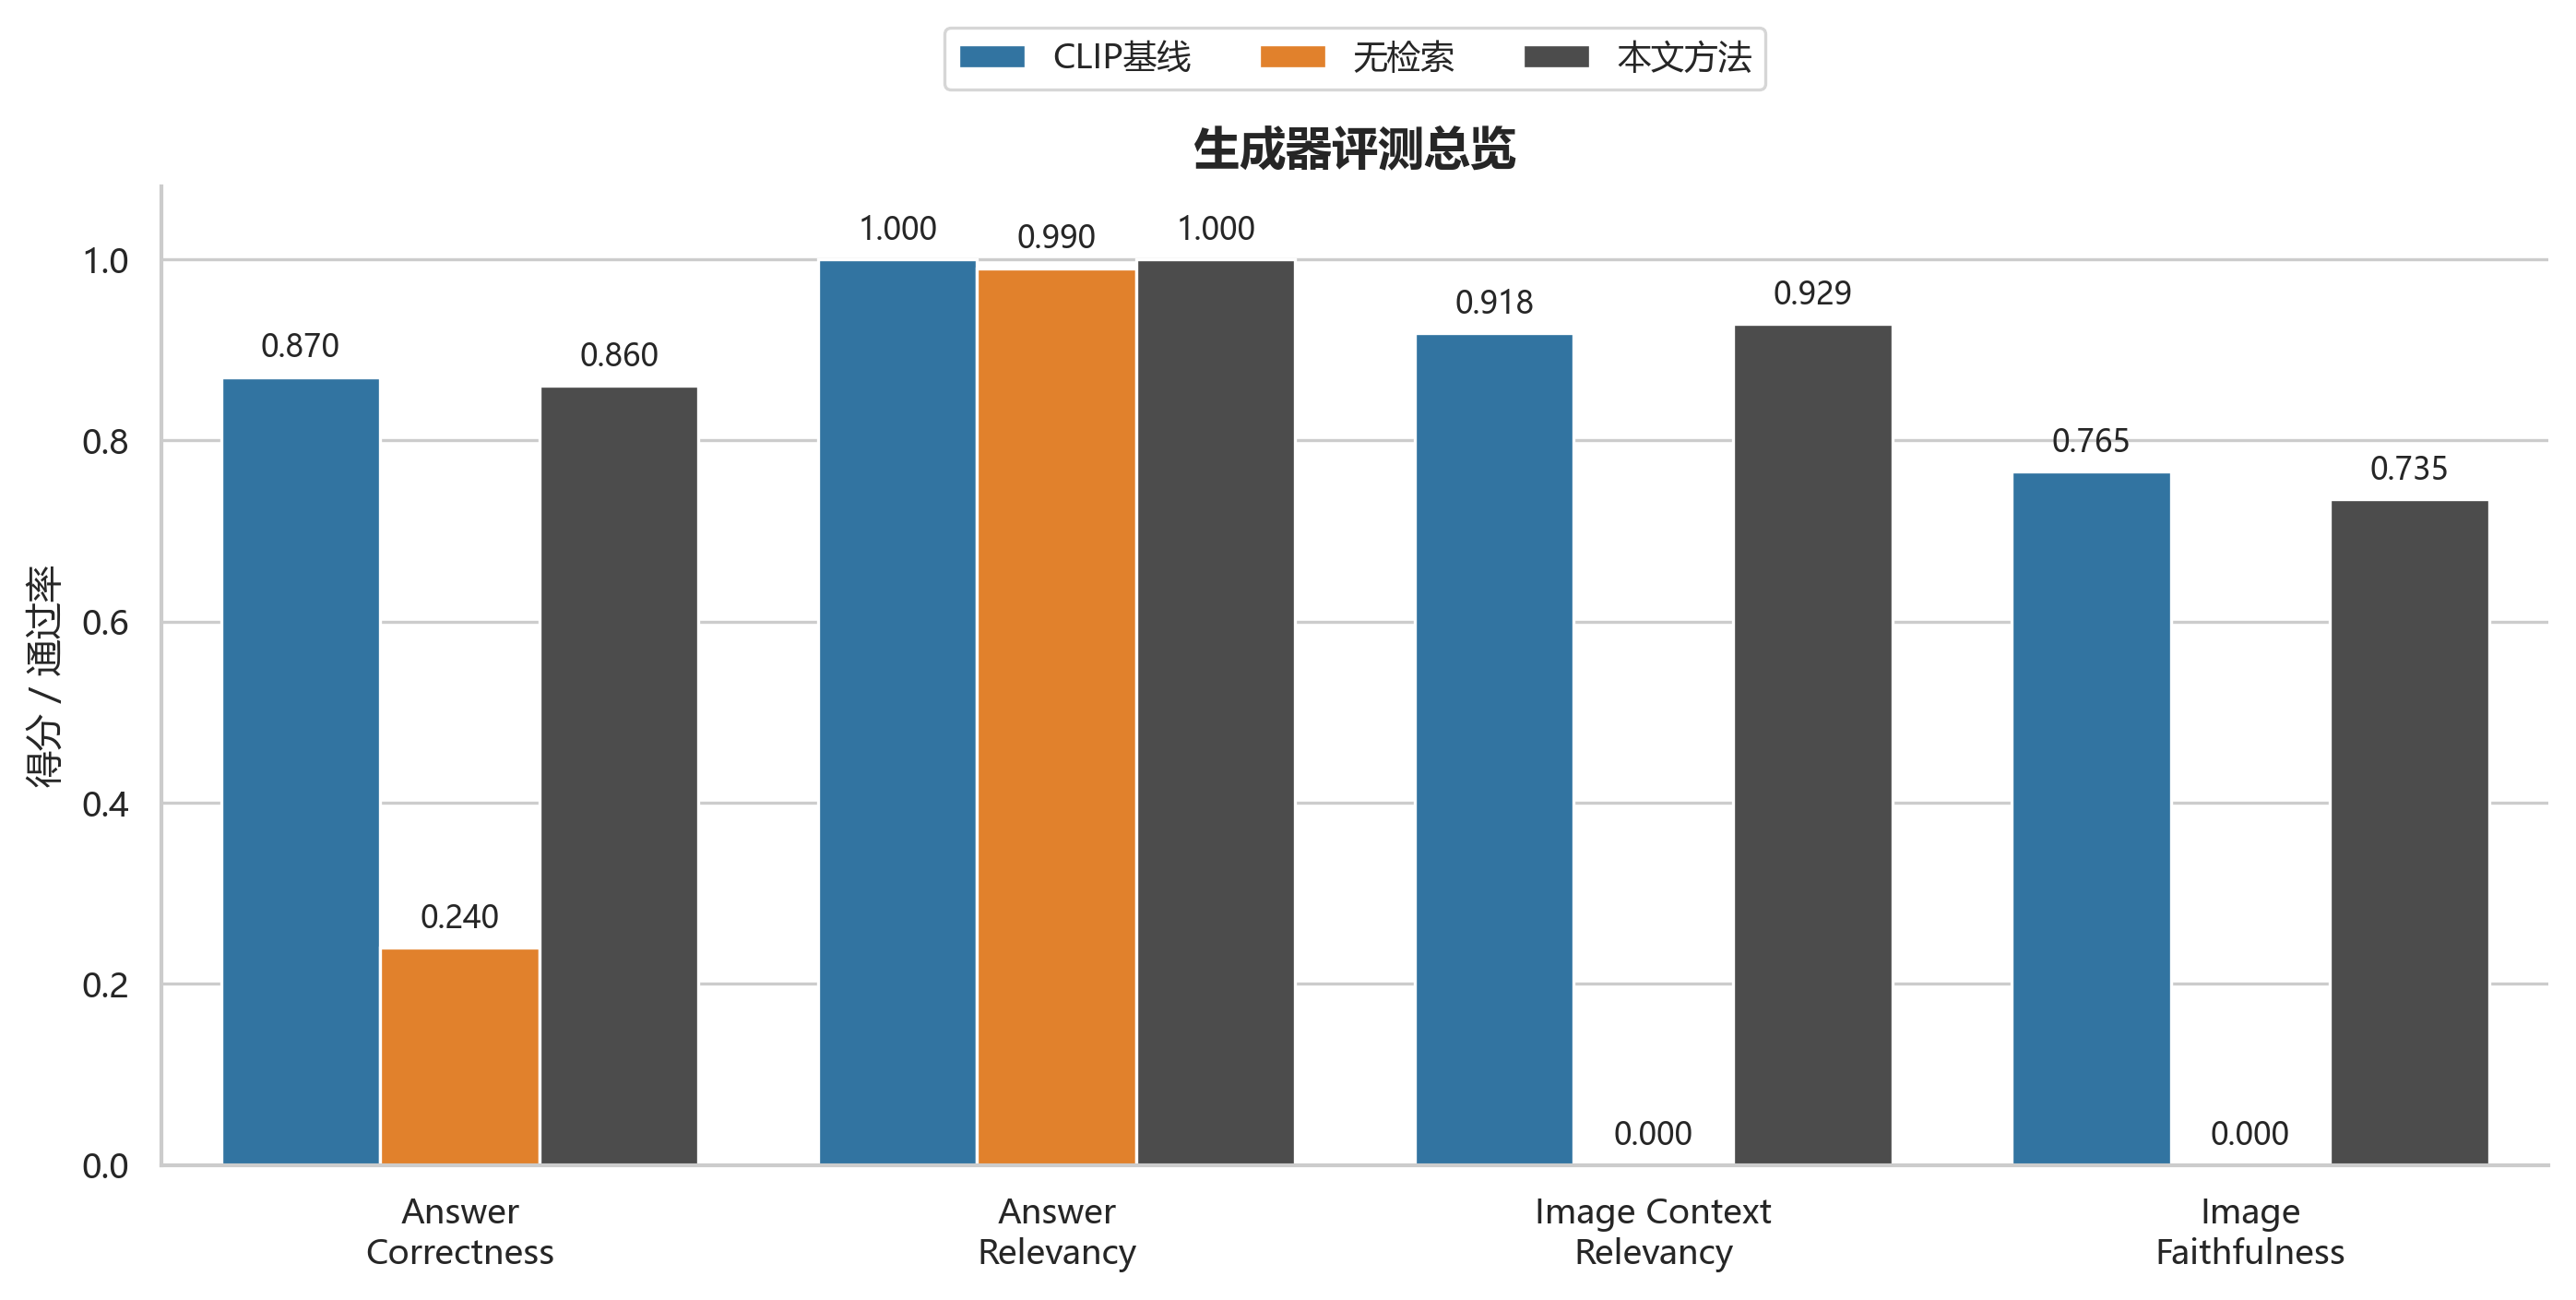 CLIP基线 无检索 本文方法
生成器评测总览
得分 / 通过率
1.0
0.8
0.6
0.4
0.2
0.0
0.870
0.240
0.860
1.000
0.990
1.000
0.918
0.000
0.929
0.765
0.000
0.735
Answer
Correctness
Answer
Relevancy
Image Context
Relevancy
Image
Faithfulness